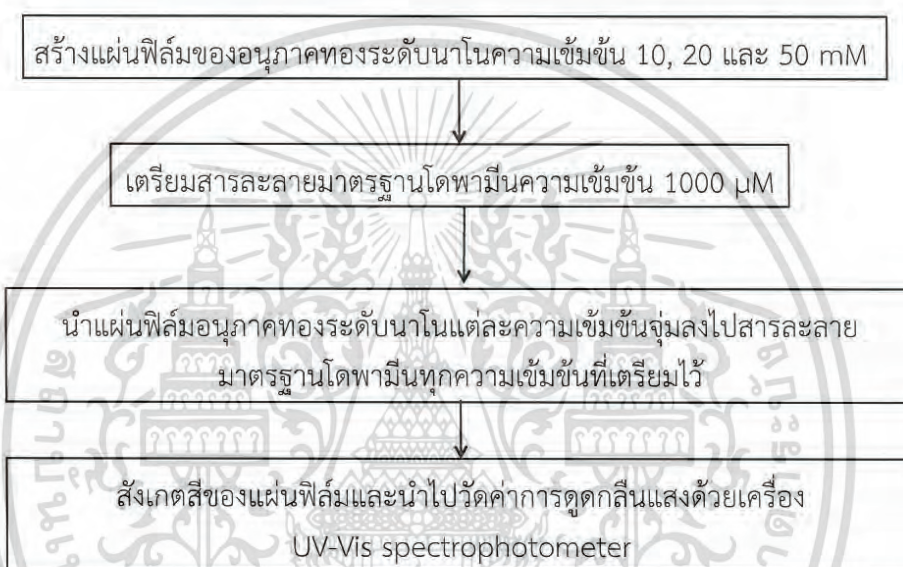 สร้างแผ่นฟิล์มของอนุภาคทองระดับนาโนความเข้มข้น 10, 20 และ 50 mM
เตรียมสารละลายมาตรฐานโดพามีนความเข้มข้น 1000 µM
นำแผ่นฟิล์มอนุภาคทองระดับนาโนแต่ละความเข้มข้นจุ่มลงไปสารละลาย
มาตรฐานโดพามีนทุกความเข้มข้นที่เตรียมไว้
สังเกตสีของแผ่นฟิล์มและนำไปวัดค่าการดูดกลืนแสงด้วยเครื่อง
UV-Vis spectrophotometer